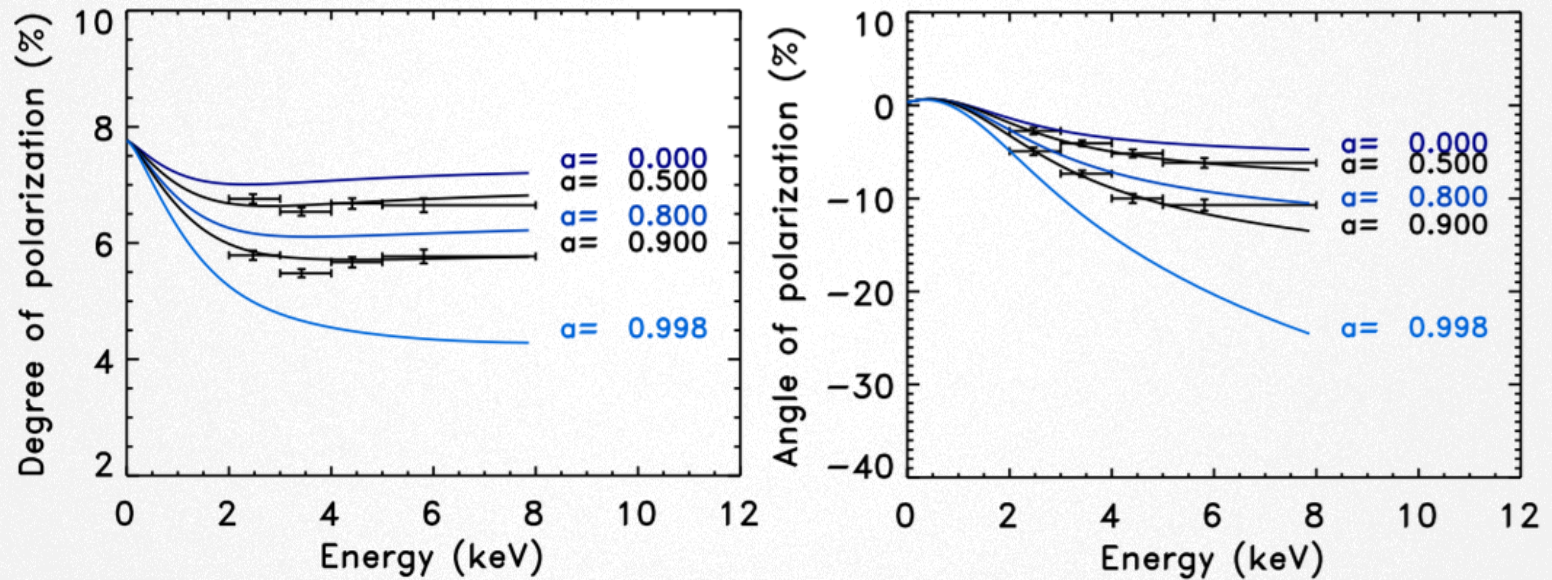 Degree of polarization (%)
10
8
6
4
2
0 2 4 6 8 10 12
Energy (keV)
a= 0.000
a= 0.500
a= 0.800
a= 0.900
a= 0.998
Angle of polarization (%)
10
0
−10
−20
−30
−40
0 2 4 6 8 10 12
Energy (keV)
a= 0.000
a= 0.500
a= 0.800
a= 0.900
a= 0.998